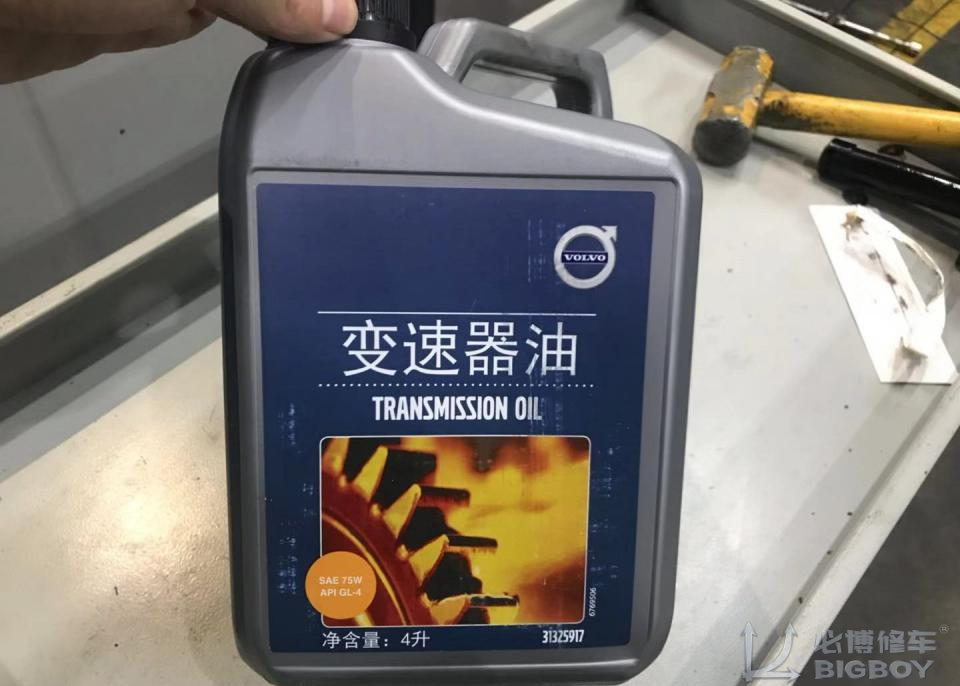 VOLVO
变速器油
TRANSMISSION OIL
SAE 75W
API GL-4
6769506
净含量：4升
31325917
必博修车®
BIGBOY